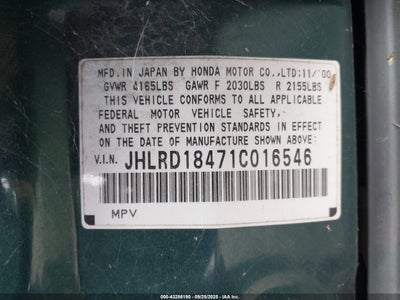 MFD.IN JAPAN BY HONDA MOTOR CO.,LTD:11/'00
GVWR 4165LBS GAWR F 2030LBS R 2155LBS
THIS VEHICLE CONFORMS TO ALL APPLICABLE
FEDERAL MOTOR VEHICLE SAFETY,
AND THEFT PREVENTION STANDARDS IN EFFECT
ON THE DATE OF MANUFACTURE SHOWN ABOVE.
V.I.N. JHLRD18471C016546
MPV
000-43286190 - 09/29/2025 - IAA Inc.